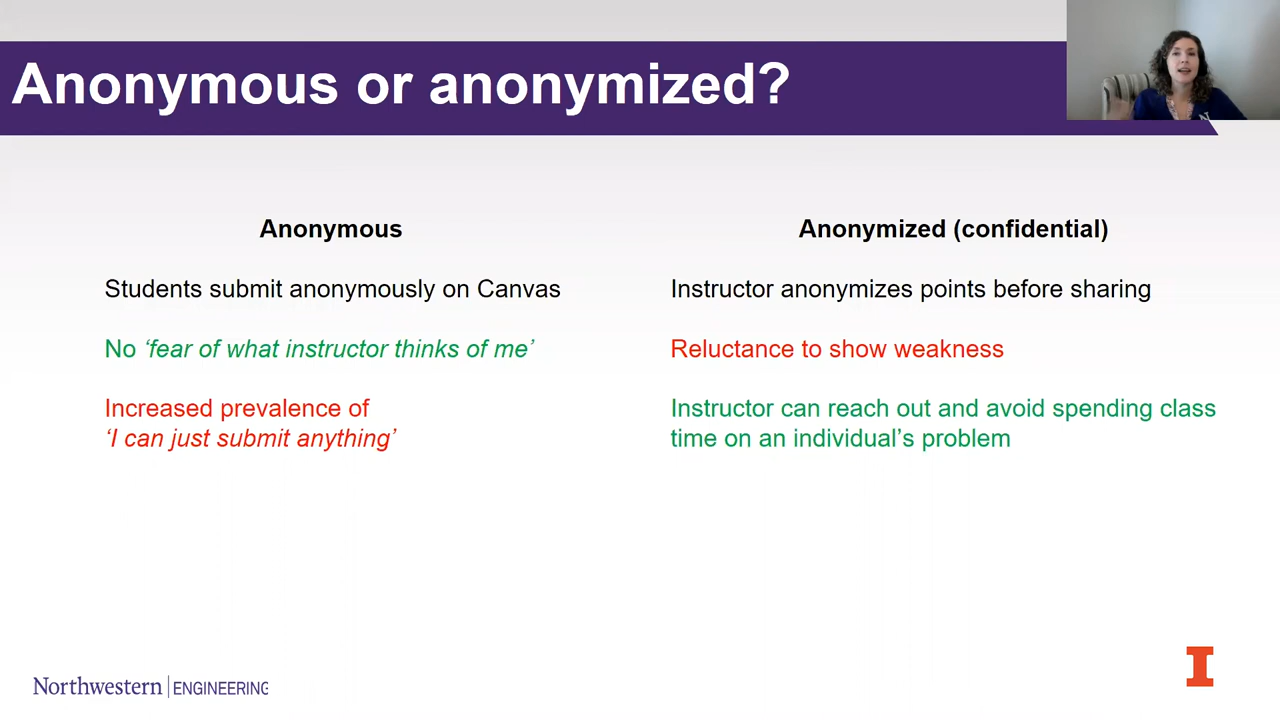 Anonymous or anonymized?
Anonymous
Students submit anonymously on Canvas
No ‘fear of what instructor thinks of me’
Increased prevalence of
‘I can just submit anything’
Anonymized (confidential)
Instructor anonymizes points before sharing
Reluctance to show weakness
Instructor can reach out and avoid spending class
time on an individual’s problem
Northwestern | ENGINEERING
I
N